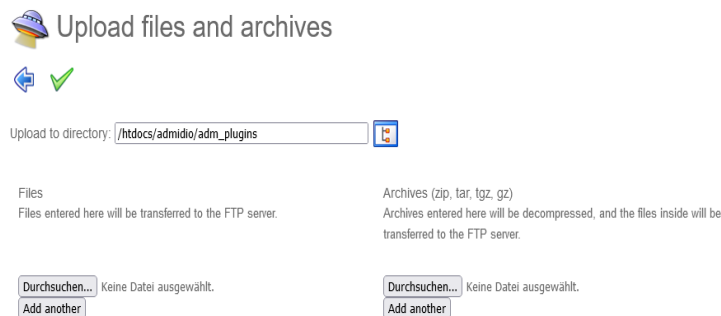 Upload files and archives
Upload to directory: /htdocs/admidio/adm_plugins
Files
Files entered here will be transferred to the FTP server.
Durchsuchen... Keine Datei ausgewählt.
Add another
Archives (zip, tar, tgz, gz)
Archives entered here will be decompressed, and the files inside will be
transferred to the FTP server.
Durchsuchen... Keine Datei ausgewählt.
Add another